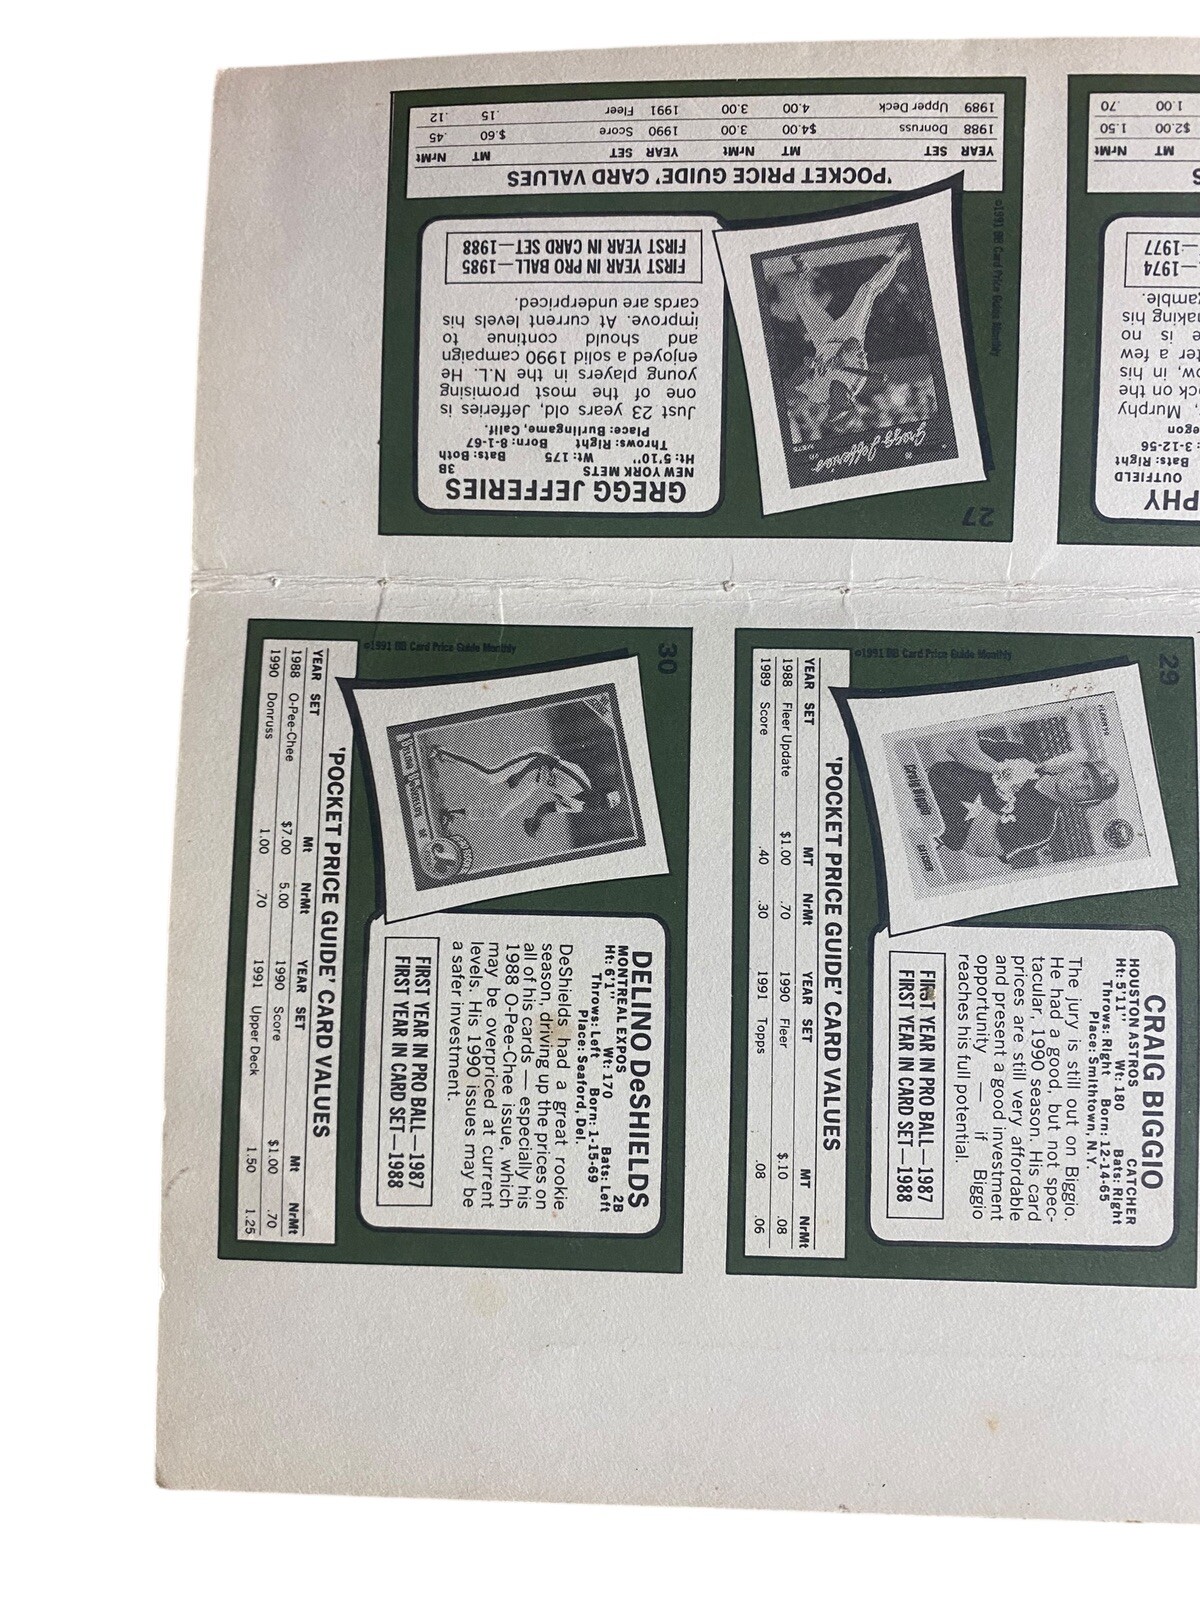 27
GREGG JEFFERIES
NEW YORK METS 3B
Ht: 5'10" Wt: 175 Bats: Both
Throws: Right Born: 8-1-67
Place: Burlingame, Calif.
Just 23 years old, Jefferies is
one of the most promising
young players in the N.L. He
enjoyed a solid 1990 campaign
and should continue to
improve. At current levels his
cards are underpriced.
FIRST YEAR IN PRO BALL—1985
FIRST YEAR IN CARD SET—1988
Gregg Jefferies
©1991 BB Card Price Guide Monthly
'POCKET PRICE GUIDE' CARD VALUES
YEAR SET MT NrMt YEAR SET MT NrMt
1988 Donruss $4.00 3.00 1990 Score $.60 .45
1989 Upper Deck 4.00 3.00 1991 Fleer .15 .12
PHY
OUTFIELD
Bats: Right
: 3-12-56
egon
, Murphy
ck on the
ow, in his
ter a few
e is no
making his
gamble.
—1974
—1977
S
MT NrMt
$2.00 1.50
1.00 .70
30
DELINO DeSHIELDS
MONTREAL EXPOS 2B
Ht: 6'1" Wt: 170 Bats: Left
Throws: Left Born: 1-15-69
Place: Seaford, Del.
DeShields had a great rookie
season, driving up the prices on
all of his cards — especially his
1988 O-Pee-Chee issue, which
may be overpriced at current
levels. His 1990 issues may be
a safer investment.
FIRST YEAR IN PRO BALL—1987
FIRST YEAR IN CARD SET—1988
©1991 BB Card Price Guide Monthly
'POCKET PRICE GUIDE' CARD VALUES
YEAR SET Mt NrMt YEAR SET Mt NrMt
1988 O-Pee-Chee $7.00 5.00 1990 Score $1.00 .70
1990 Donruss 1.00 .70 1991 Upper Deck 1.50 1.25
29
CRAIG BIGGIO
HOUSTON ASTROS CATCHER
Ht: 5'11" Wt: 180 Bats: Right
Throws: Right Born: 12-14-65
Place: Smithtown, N.Y.
The jury is still out on Biggio.
He had a good, but not spec-
tacular, 1990 season. His card
prices are still very affordable
and present a good investment
opportunity — if Biggio
reaches his full potential.
FIRST YEAR IN PRO BALL—1987
FIRST YEAR IN CARD SET—1988
Craig Biggio
CATCHER
©1991 BB Card Price Guide Monthly
'POCKET PRICE GUIDE' CARD VALUES
YEAR SET MT NrMt YEAR SET MT NrMt
1988 Fleer Update $1.00 .70 1990 Fleer $.10 .08
1989 Score .40 .30 1991 Topps .08 .06